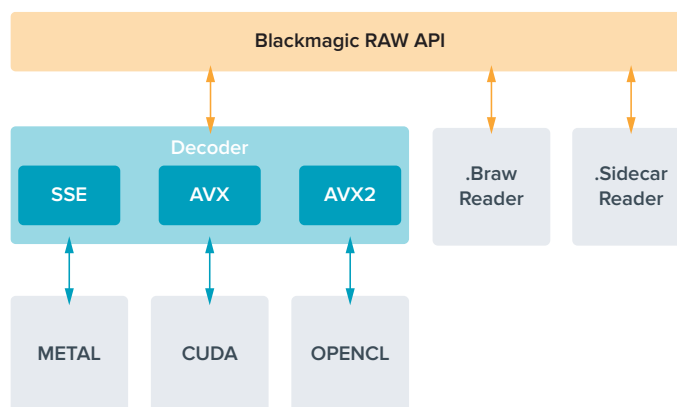 Blackmagic RAW API
Decoder
SSE
AVX
AVX2
.Braw
Reader
.Sidecar
Reader
METAL
CUDA
OPENCL